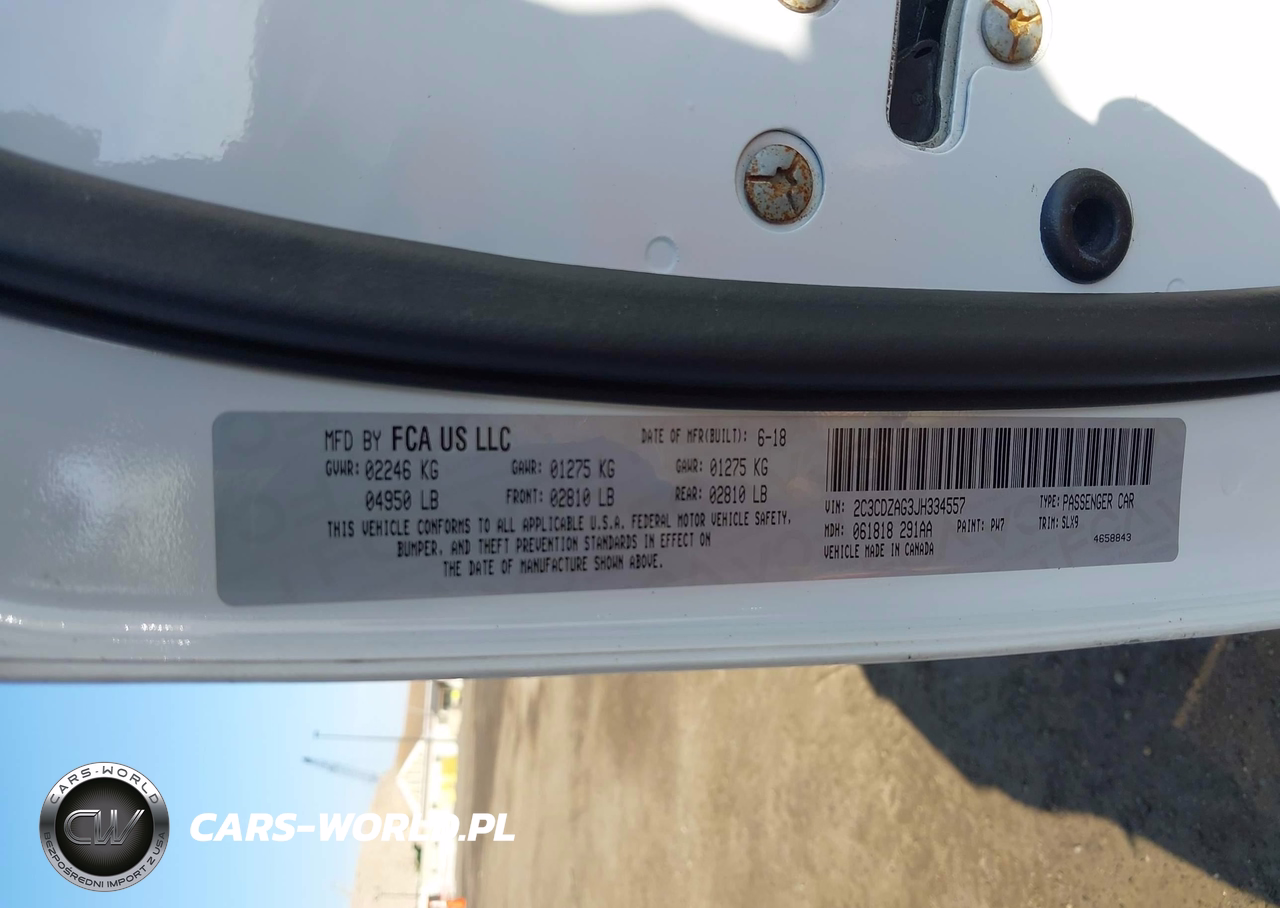 MFD BY FCA US LLC
DATE OF MFR(BUILT): 6-18
GVWR: 02246 KG GAWR: 01275 KG GAWR: 01275 KG
04950 LB FRONT: 02810 LB REAR: 02810 LB
THIS VEHICLE CONFORMS TO ALL APPLICABLE U.S.A. FEDERAL MOTOR VEHICLE SAFETY,
BUMPER, AND THEFT PREVENTION STANDARDS IN EFFECT ON
THE DATE OF MANUFACTURE SHOWN ABOVE.
VIN: 2C3CDZAG3JH334557 TYPE: PASSENGER CAR
MDH: 061818 291AA PAINT: PW7 TRIM: SLX9
VEHICLE MADE IN CANADA 4658843
CARS-WORLD
CW
BEZPOŚREDNI IMPORT Z USA
CARS-WORLD.PL